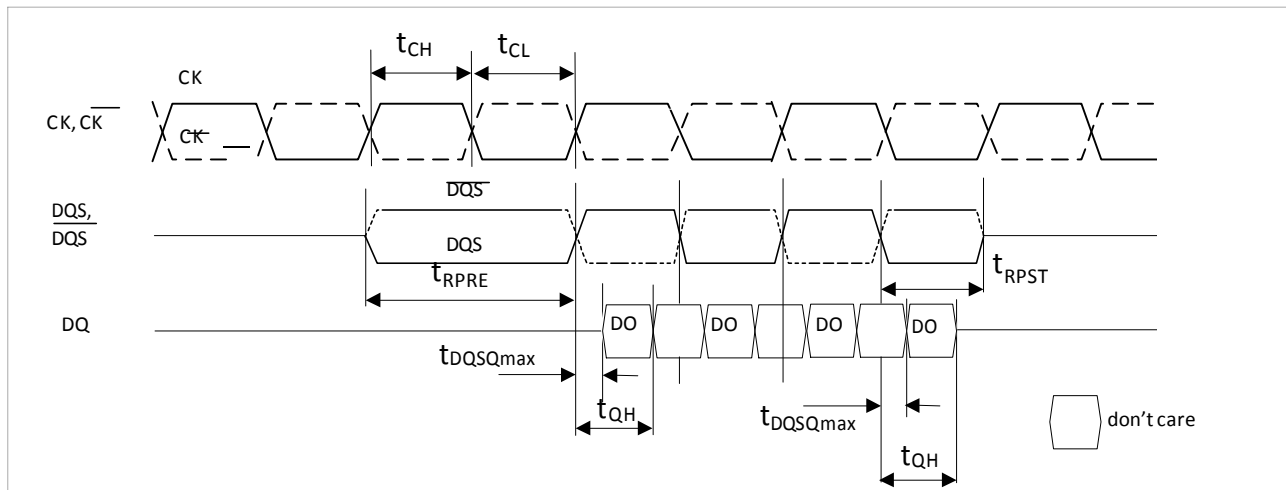 tCH
tCL
CK
CK, CK
CK
DQS
DQS,
DQS
DQS
tRPRE
tRPST
DQ
DO
DO
DO
DO
tDQSQmax
tQH
tDQSQmax
don't care
tQH